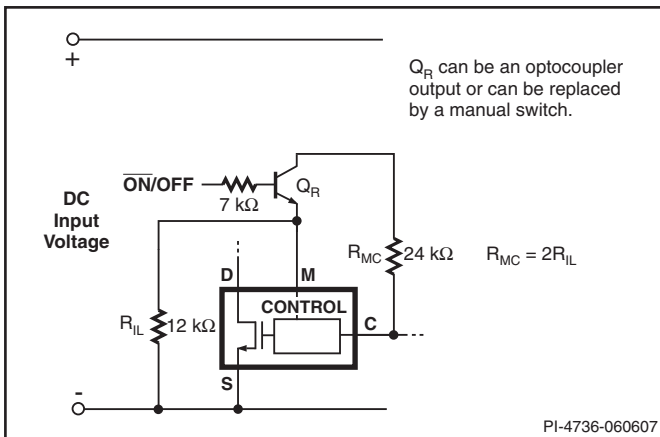 +
Q_R can be an optocoupler
output or can be replaced
by a manual switch.
O̅N̅/OFF
Q_R
7 kΩ
DC
Input
Voltage
R_MC
24 kΩ
R_MC = 2R_IL
D
M
CONTROL
R_IL
12 kΩ
C
S
-
PI-4736-060607